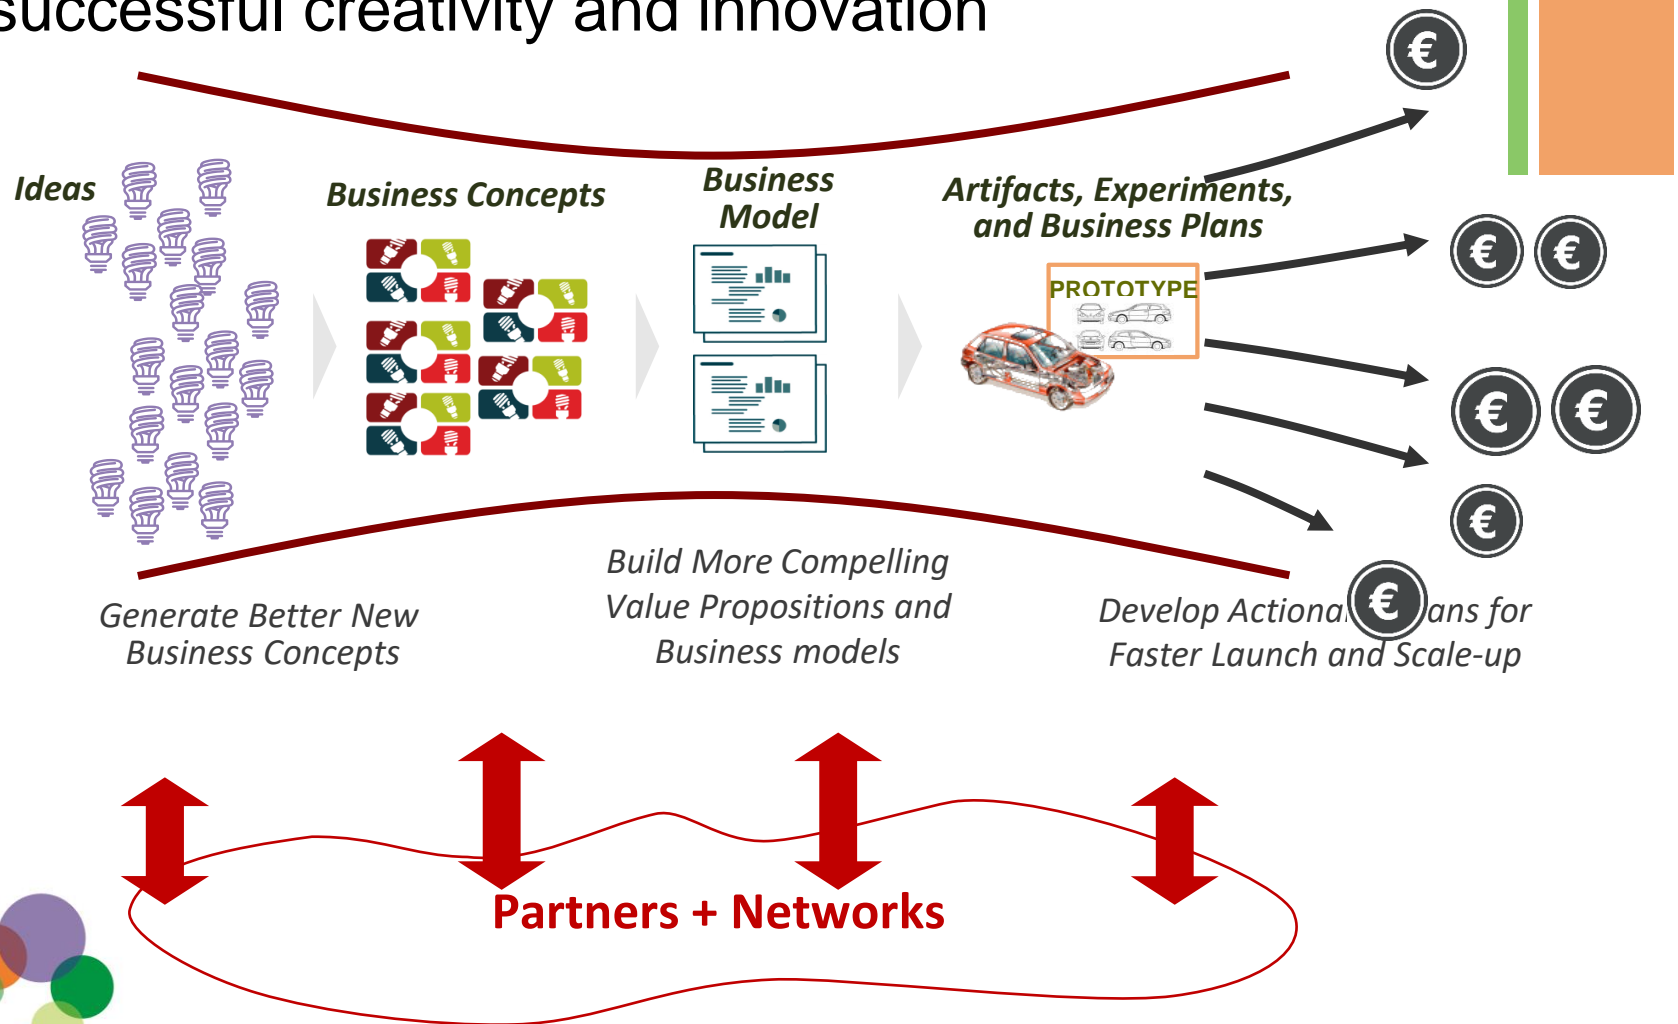 successful creativity and innovation
Ideas
Business Concepts
Business
Model
Artifacts, Experiments,
and Business Plans
PROTOTYPE
€
€ €
€ €
€
€
Generate Better New
Business Concepts
Build More Compelling
Value Propositions and
Business models
Develop Actiona ans for
Faster Launch and Scale-up
Partners + Networks